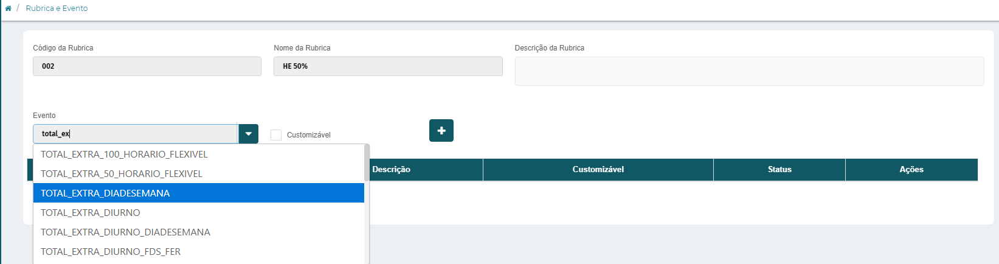 / Rubrica e Evento
Código da Rubrica
Nome da Rubrica
Descrição da Rubrica
002
HE 50%
Evento
total_ex
Customizável
TOTAL_EXTRA_100_HORARIO_FLEXIVEL
TOTAL_EXTRA_50_HORARIO_FLEXIVEL
TOTAL_EXTRA_DIADESEMANA
TOTAL_EXTRA_DIURNO
TOTAL_EXTRA_DIURNO_DIADESEMANA
TOTAL_EXTRA_DIURNO_FDS_FER
Descrição
Customizável
Status
Ações